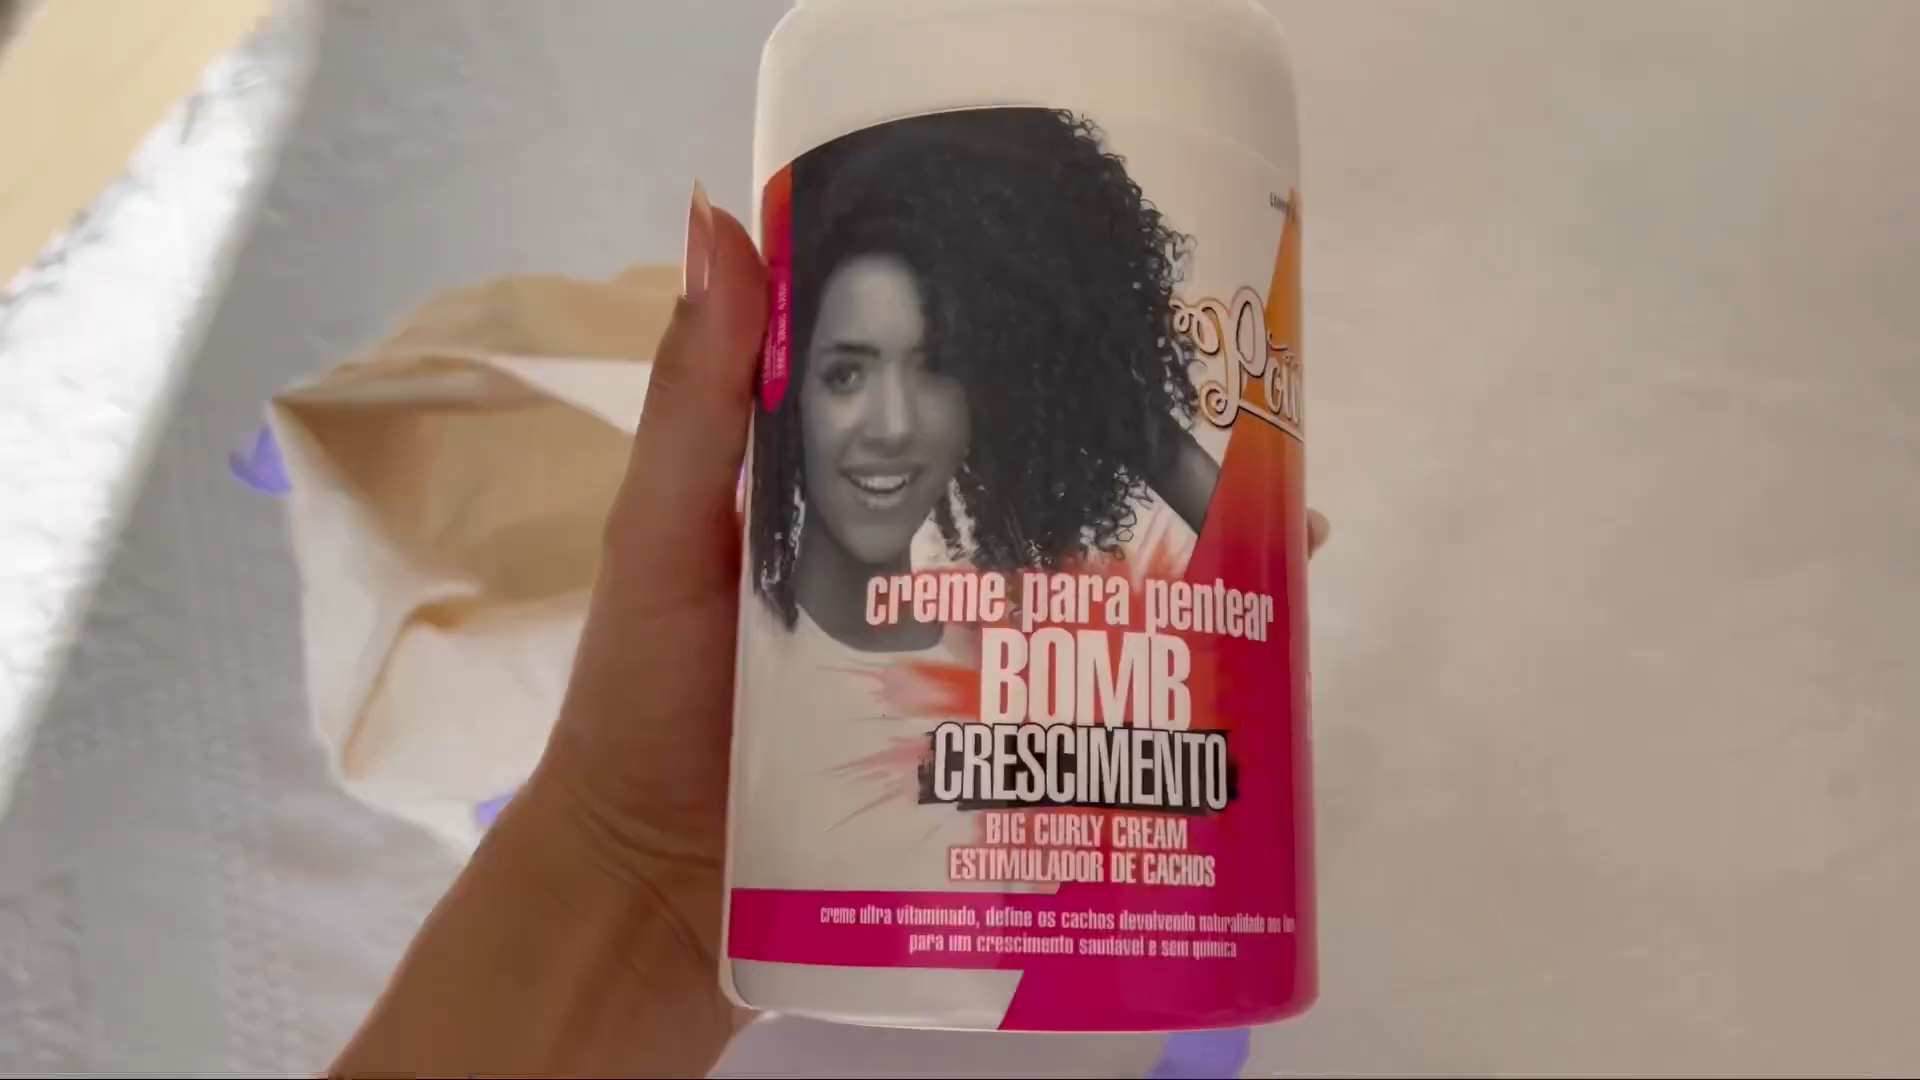 creme para pentear
BOMB
CRESCIMENTO
BIG CURLY CREAM
ESTIMULADOR DE CACHOS
creme ultra vitaminado, define os cachos devolvendo naturalidade aos
para um crescimento saudável e sem química